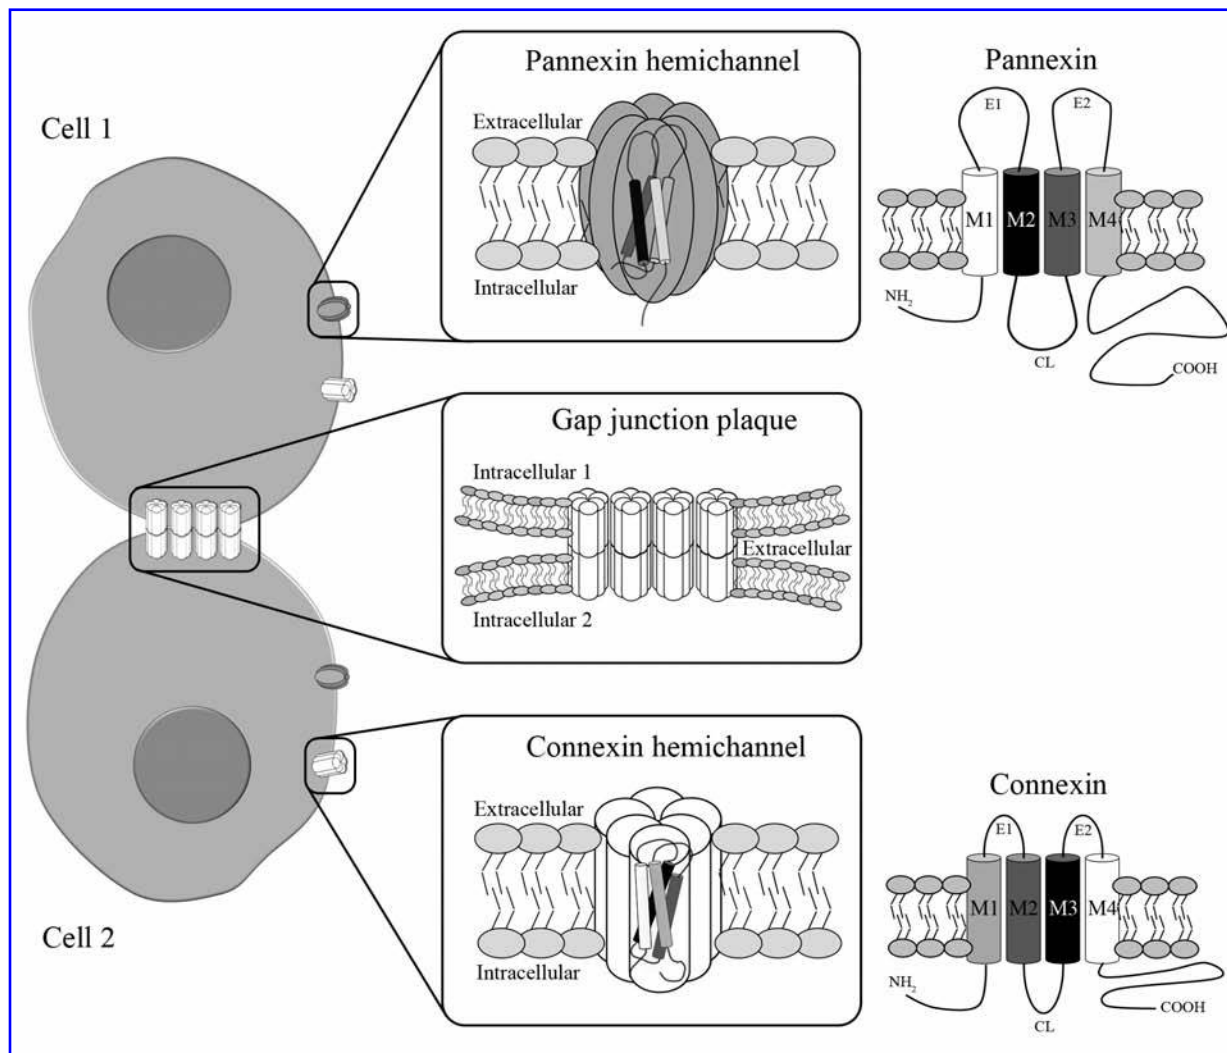 Cell 1
Pannexin hemichannel
Extracellular
Intracellular
Pannexin
E1
E2
M1
M2
M3
M4
NH2
CL
COOH
Gap junction plaque
Intracellular 1
Extracellular
Intracellular 2
Cell 2
Connexin hemichannel
Extracellular
Intracellular
Connexin
E1
E2
M1
M2
M3
M4
NH2
CL
COOH